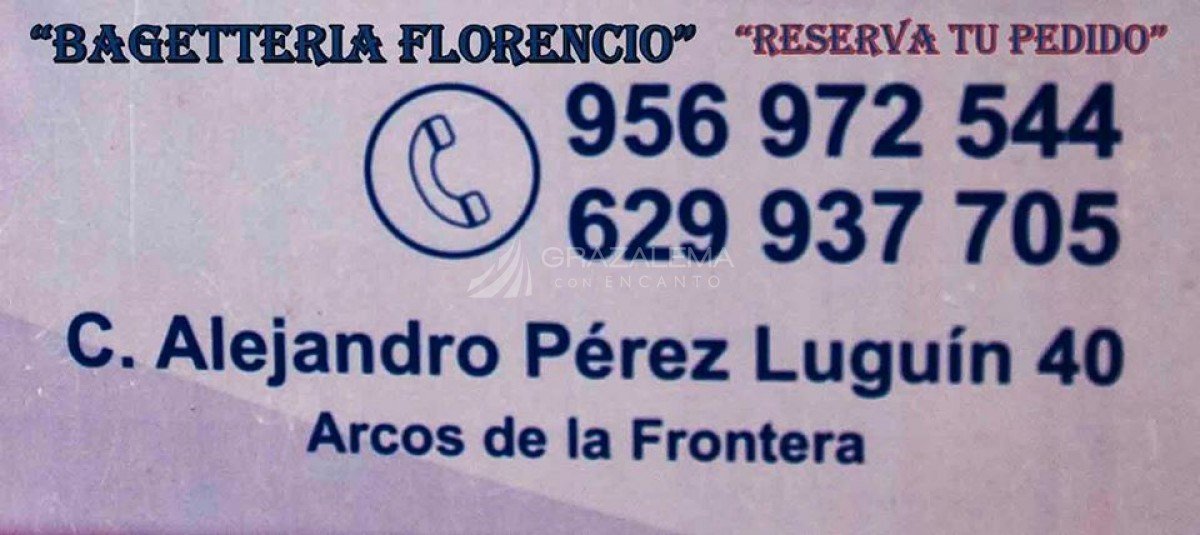 “BAGETTERIA FLORENCIO” “RESERVA TU PEDIDO”
956 972 544
629 937 705
GRAZALEMA
CON ENCANTO
C. Alejandro Pérez Luguín 40
Arcos de la Frontera